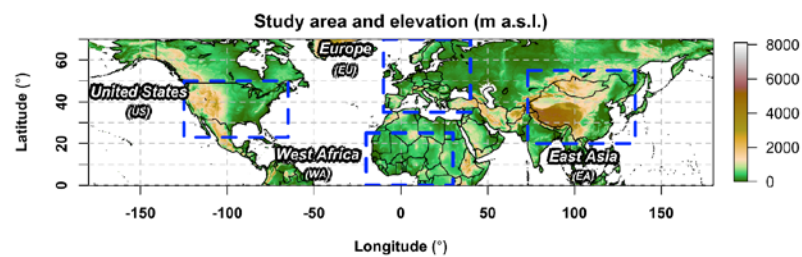 Study area and elevation (m a.s.l.)
Europe
(EU)
United States
(US)
West Africa
(WA)
East Asia
(EA)
Latitude (°)
60
40
20
0
-150
-100
-50
0
50
100
150
Longitude (°)
8000
6000
4000
2000
0